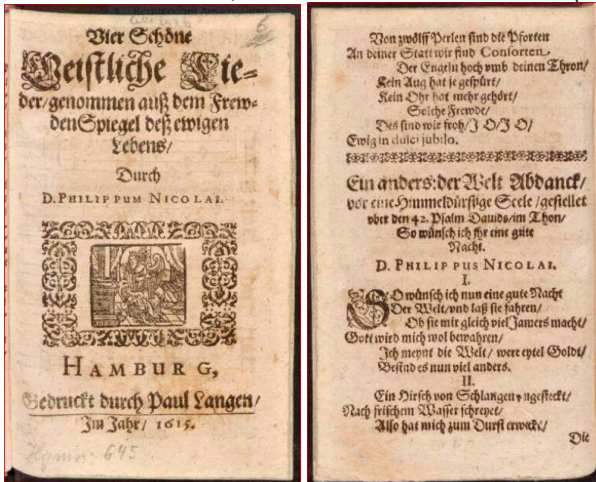 6
Vier Schöne
Geistliche Lie-
der/genommen auß dem Frew-
den Spiegel deß ewigen
Lebens/
Durch
D. PHILIPPUM NICOLAI.
HAMBURG,
Gedruckt durch Paul Langen/
Im Jahr/ 1615.
Hymn. 645
Von zwölff Perlen sind die Pforten
An deiner Statt wir sind Consorten
Der Engeln hoch vmb deinen Thron/
Kein Aug hat je gespürt/
Kein Ohr hat mehr gehört/
Solche Frewde/
Des sind wir froh/ J O/ J O/
Ewig in dulci jubilo.
Ein anders: der Welt Abdanck/
vor eine Himmeldürstige Seele/ gestellet
vber den 42. Psalm Dauids/im Thon/
So wünsch ich ihr eine gute
Nacht.
D. PHILIPPUS NICOLAI.
I.
SO wünsch ich nun eine gute Nacht
Der Welt/vnd laß sie fahren/
Ob sie mir gleich viel Jamers macht/
Gott wird mich wol bewahren/
Ich meynt die Welt/ were eytel Goldt/
Befind es nun viel anders.
II.
Ein Hirsch von Schlangen vngesteckt/
Nach frischem Wasser schreyet/
Also hat mich zum Durst erweckt/
Die